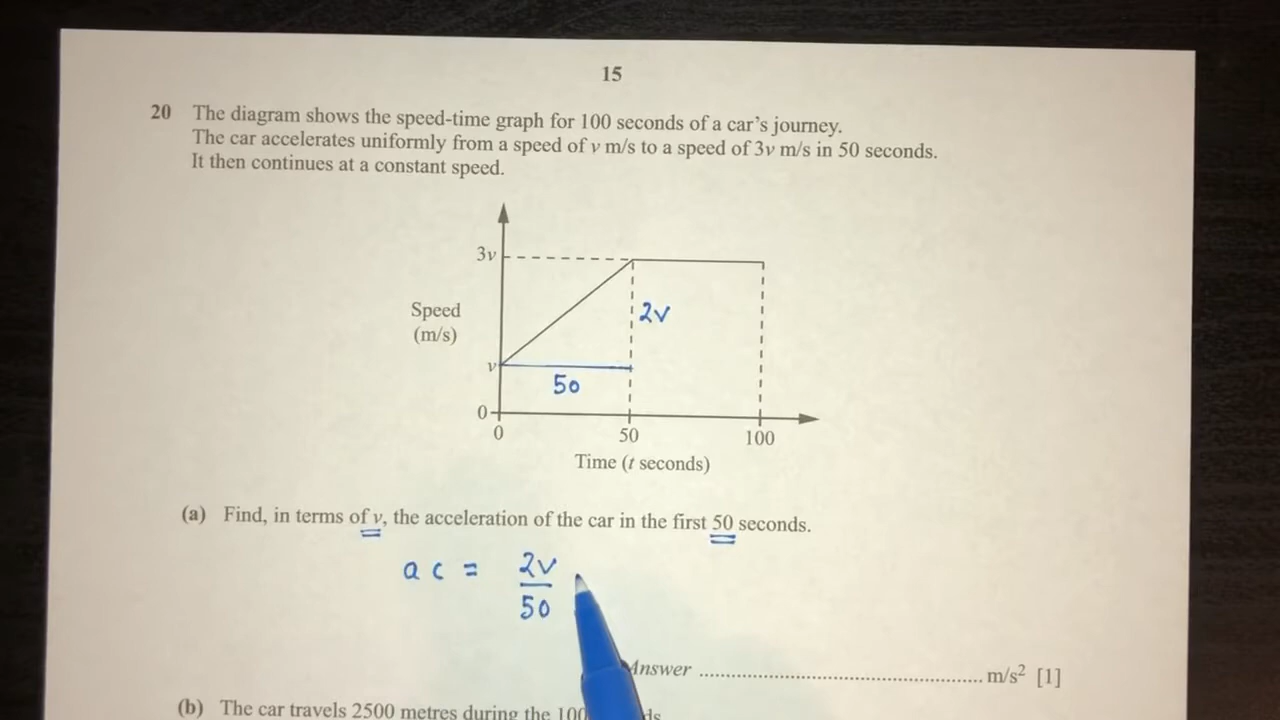 15
20 The diagram shows the speed-time graph for 100 seconds of a car's journey.
The car accelerates uniformly from a speed of v m/s to a speed of 3v m/s in 50 seconds.
It then continues at a constant speed.
3v
Speed
(m/s)
2v
v
50
0
0 50 100
Time (t seconds)
(a) Find, in terms of v, the acceleration of the car in the first 50 seconds.
ac = 2v
50
Answer ................................................ m/s² [1]
(b) The car travels 2500 metres during the 100